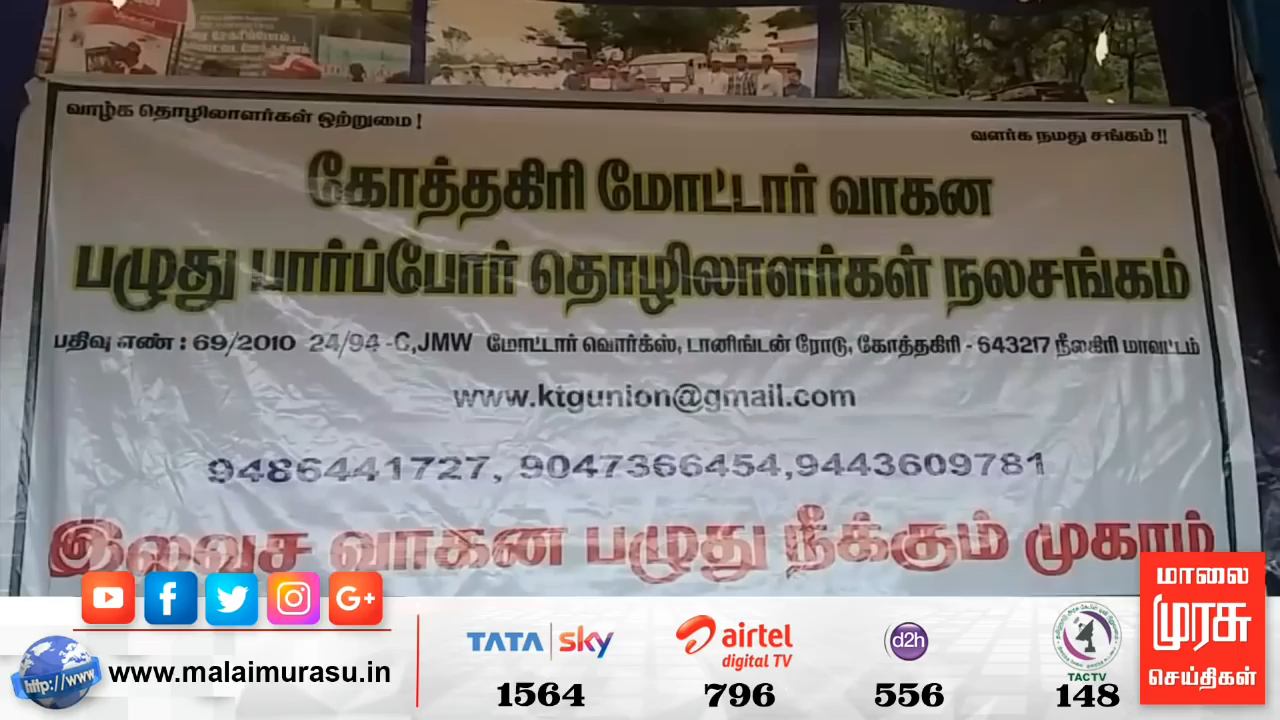 வாழ்க தொழிலாளர்கள் ஒற்றுமை !
வளர்க நமது சங்கம் !!
கோத்தகிரி மோட்டார் வாகன
பழுது பார்ப்போர் தொழிலாளர்கள் நலசங்கம்
பதிவு எண் : 69/2010 24/94 -C,JMW மோட்டார் வொர்க்ஸ், டானிங்டன் ரோடு, கோத்தகிரி - 643217 நீலகிரி மாவட்டம்
www.ktgunion@gmail.com
9486441727, 9047366454,9443609781
இலவச வாகன பழுது நீக்கும் முகாம்
மாலை
முரசு
செய்திகள்
http://www
www.malaimurasu.in
TATA sky
1564
airtel
digital TV
796
d2h
556
TACTV
148